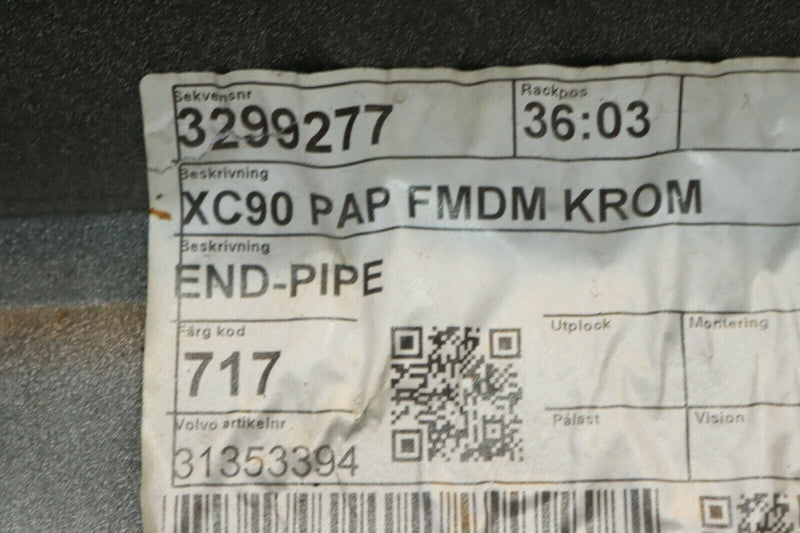 Sekvensnr Rackpos
3299277 36:03
Beskrivning
XC90 PAP FMDM KROM
Beskrivning
END-PIPE
Färg kod Utplock Montering
717
Volvo artikelnr Pålast Vision
31353394